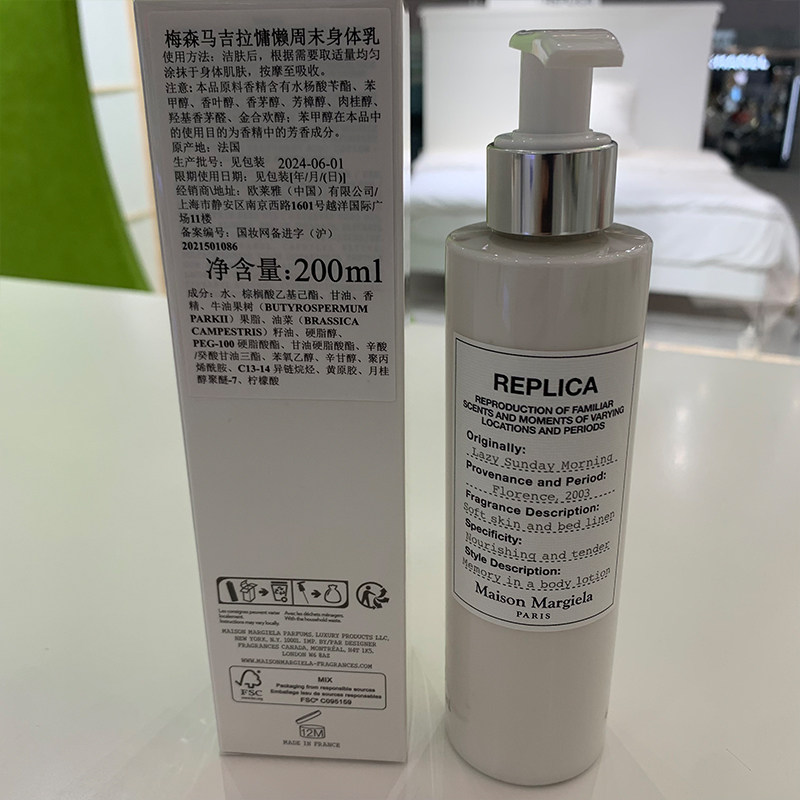 梅森马吉拉慵懒周末身体乳
使用方法：洁肤后，根据需要取适量均匀
涂抹于身体肌肤，按摩至吸收。
注意：本品原料香精含有水杨酸苄酯、苯
甲醇、香叶醇、香茅醇、芳樟醇、肉桂醇、
羟基香茅醛、金合欢醇；苯甲醇在本品中
的使用目的为香精中的芳香成分。
原产地：法国
生产批号：见包装 2024-06-01
限期使用日期：见包装[年/月/(日)]
经销商\地址：欧莱雅（中国）有限公司/
上海市静安区南京西路1601号越洋国际广
场11楼
备案编号：国妆网备进字（沪）
2021501086
净含量:200ml
成分：水、棕榈酸乙基己酯、甘油、香
精、牛油果树（BUTYROSPERMUM
PARKII）果脂、油菜（BRASSICA
CAMPESTRIS）籽油、硬脂醇、
PEG-100 硬脂酸酯、甘油硬脂酸酯、辛酸
/癸酸甘油三酯、苯氧乙醇、辛甘醇、聚丙
烯酰胺、C13-14 异链烷烃、黄原胶、月桂
醇聚醚-7、柠檬酸
MAISON MARGIELA PARFUMS, LUXURY PRODUCTS LLC,
NEW YORK, N.Y. 10001. IMP. BY/PAR DESIGNER
FRAGRANCES CANADA, MONTRÉAL, H4T 1K5.
LONDON W6 8AZ
WWW.MAISONMARGIELA-FRAGRANCES.COM
FSC
MIX
Packaging from responsible sources
Emballage issu de sources responsables
FSC® C095159
12M
MADE IN FRANCE
REPLICA
REPRODUCTION OF FAMILIAR
SCENTS AND MOMENTS OF VARYING
LOCATIONS AND PERIODS
Originally:
Lazy Sunday Morning
Provenance and Period:
Florence, 2003
Fragrance Description:
Soft skin and bed linen
Specificity:
Nourishing and tender
Style Description:
Memory in a body lotion
Maison Margiela
PARIS